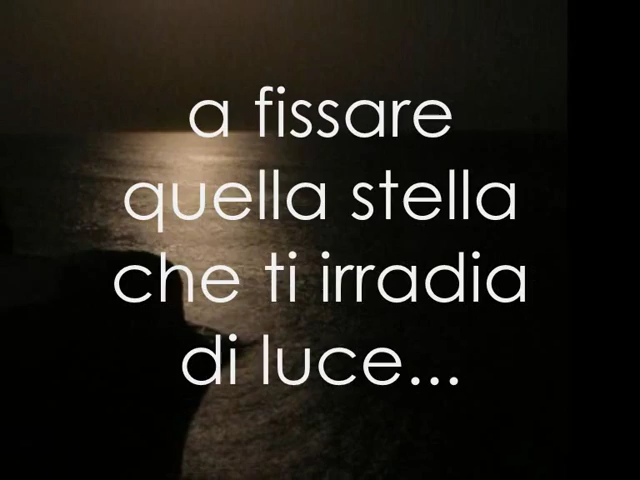 a fissare
quella stella
che ti irradia
di luce...